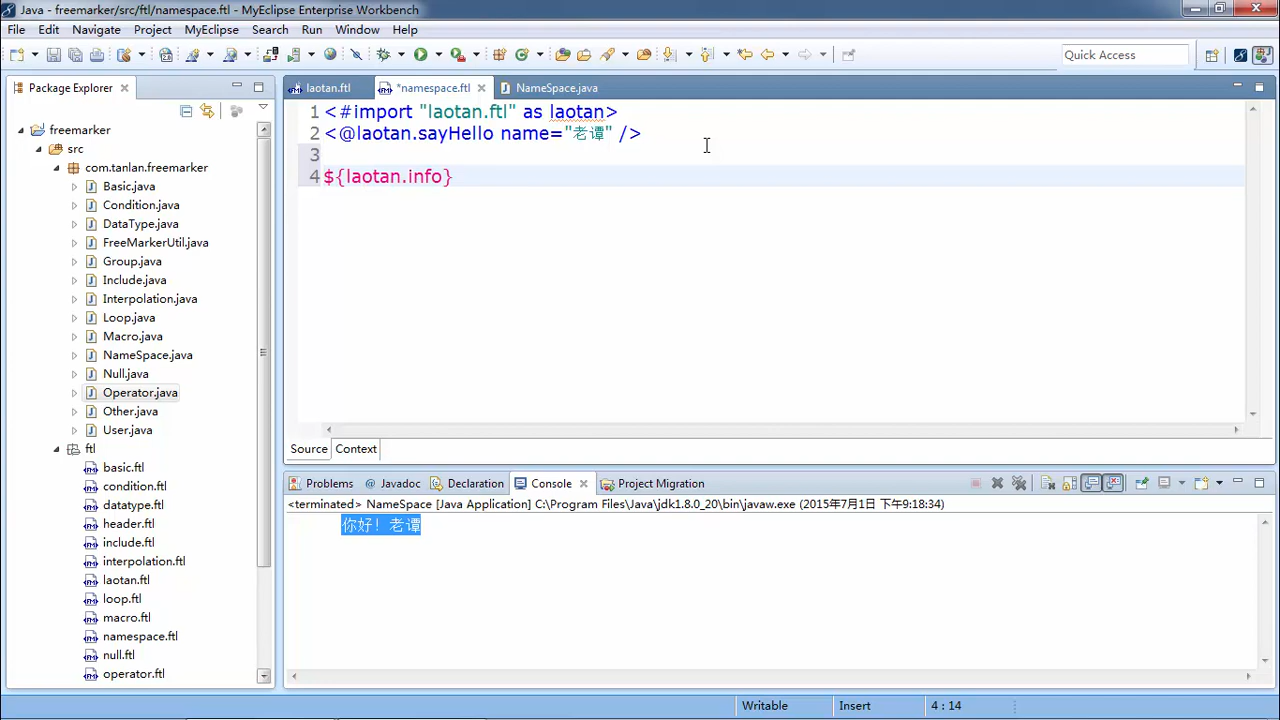 Java - freemarker/src/ftl/namespace.ftl - MyEclipse Enterprise Workbench
File Edit Navigate Project MyEclipse Search Run Window Help
Quick Access
Package Explorer
laotan.ftl *namespace.ftl NameSpace.java
freemarker
src
com.tanlan.freemarker
Basic.java
Condition.java
DataType.java
FreeMarkerUtil.java
Group.java
Include.java
Interpolation.java
Loop.java
Macro.java
NameSpace.java
Null.java
Operator.java
Other.java
User.java
ftl
basic.ftl
condition.ftl
datatype.ftl
header.ftl
include.ftl
interpolation.ftl
laotan.ftl
loop.ftl
macro.ftl
namespace.ftl
null.ftl
operator.ftl
1 <#import "laotan.ftl" as laotan>
2 <@laotan.sayHello name="老谭" />
3
4 ${laotan.info}
Source Context
Problems Javadoc Declaration Console Project Migration
<terminated> NameSpace [Java Application] C:\Program Files\Java\jdk1.8.0_20\bin\javaw.exe (2015年7月1日 下午9:18:34)
你好！老谭
Writable Insert 4 : 14